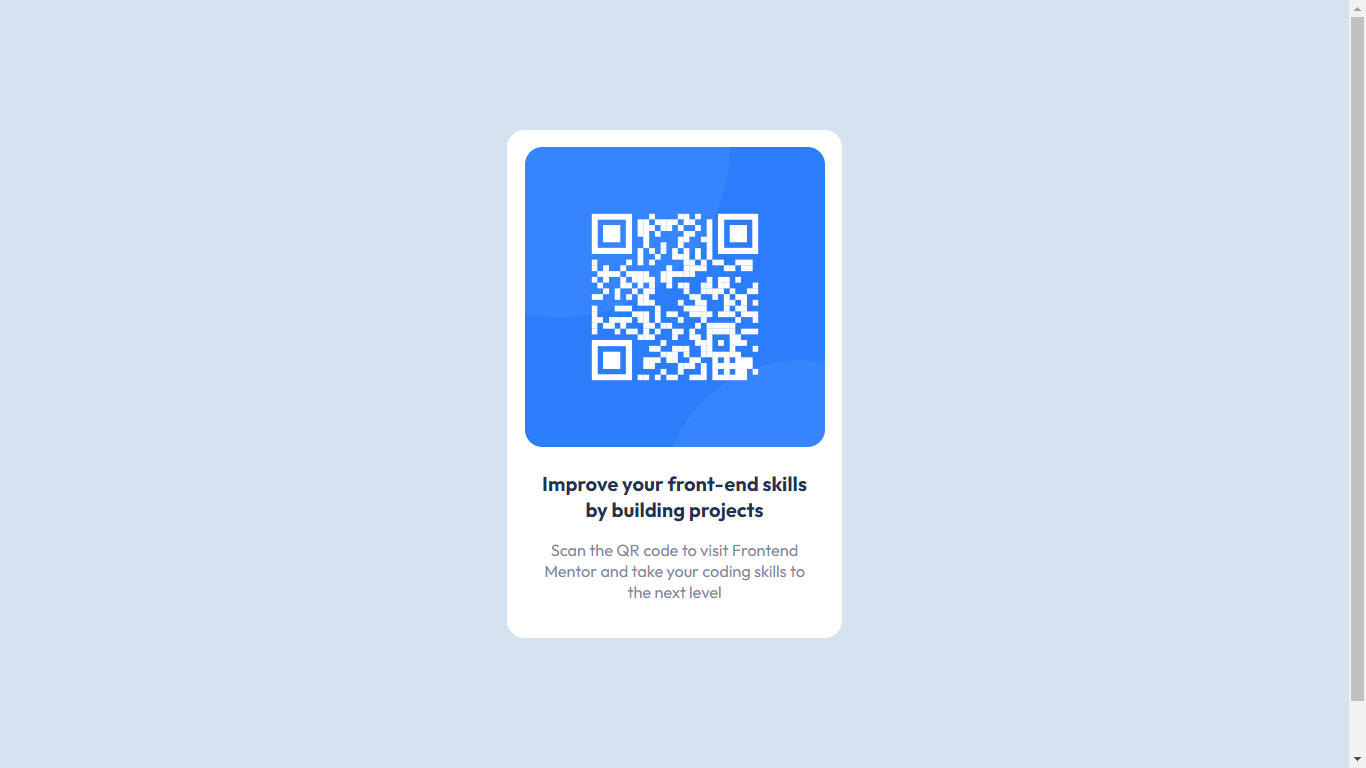 Improve your front-end skills
by building projects
Scan the QR code to visit Frontend
Mentor and take your coding skills to
the next level